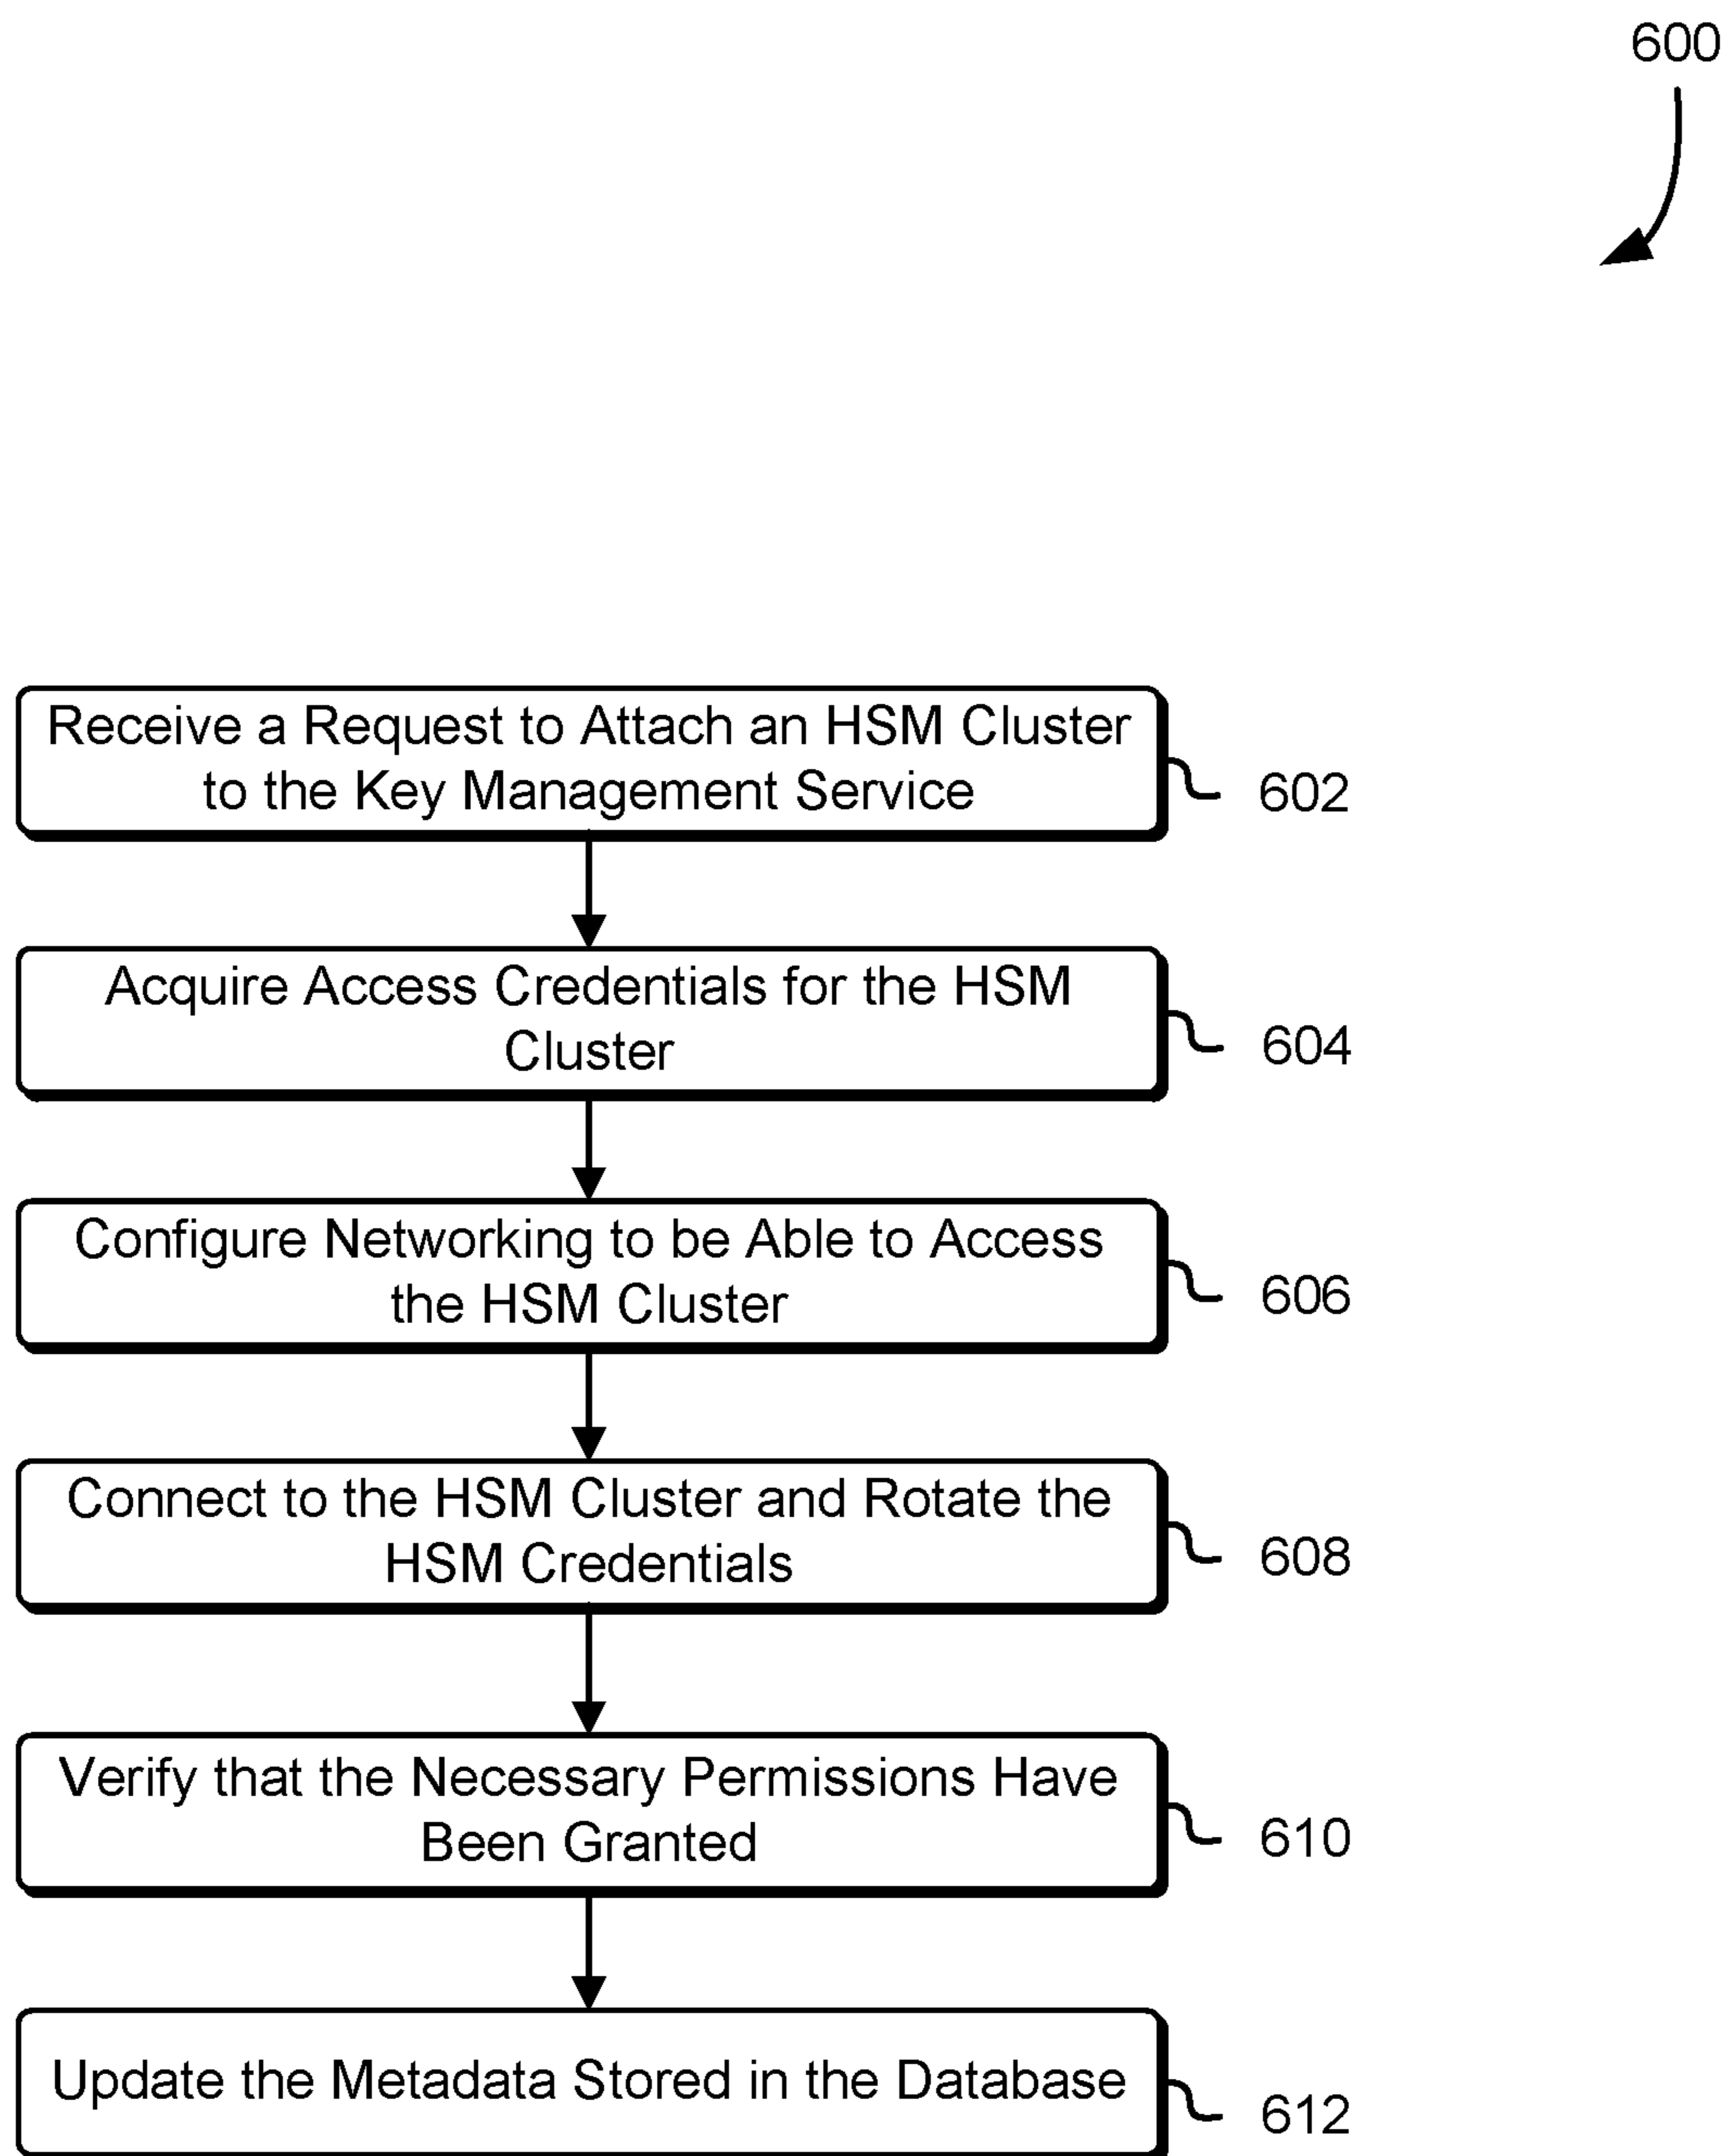 600
Receive a Request to Attach an HSM Cluster
to the Key Management Service
602
Acquire Access Credentials for the HSM
Cluster
604
Configure Networking to be Able to Access
the HSM Cluster
606
Connect to the HSM Cluster and Rotate the
HSM Credentials
608
Verify that the Necessary Permissions Have
Been Granted
610
Update the Metadata Stored in the Database
612